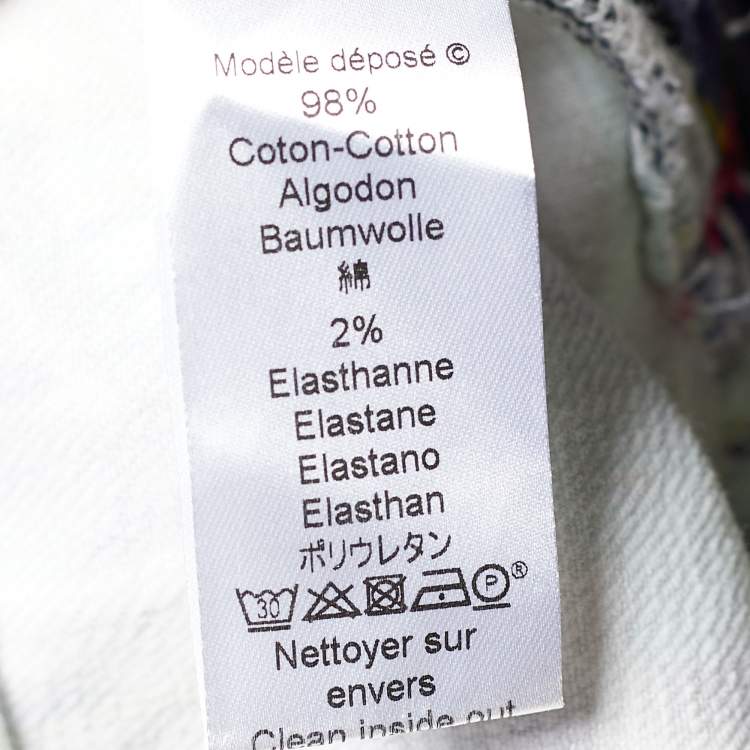 Modèle déposé ©
98%
Coton-Cotton
Algodon
Baumwolle
綿
2%
Elasthanne
Elastane
Elastano
Elasthan
ポリウレタン
30 P ®
Nettoyer sur
envers
Clean inside out